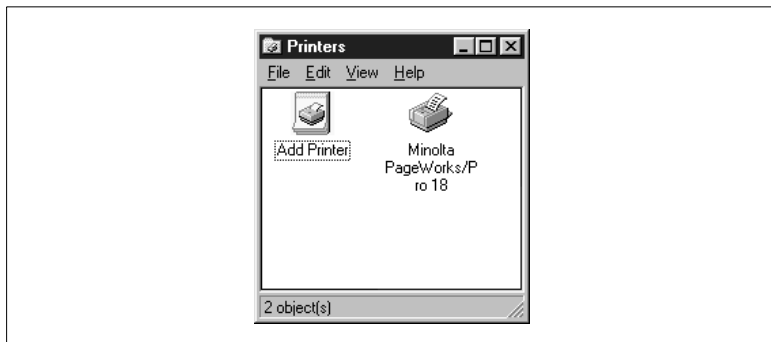 Printers
File Edit View Help
Add Printer
Minolta
PageWorks/P
ro 18
2 object(s)